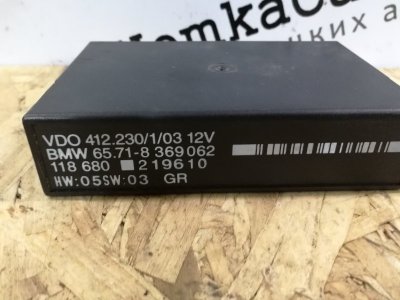 VDO 412.230/1/03 12V
BMW 65.71-8 369 062
118 680 219610
HW:05SW:03 GR